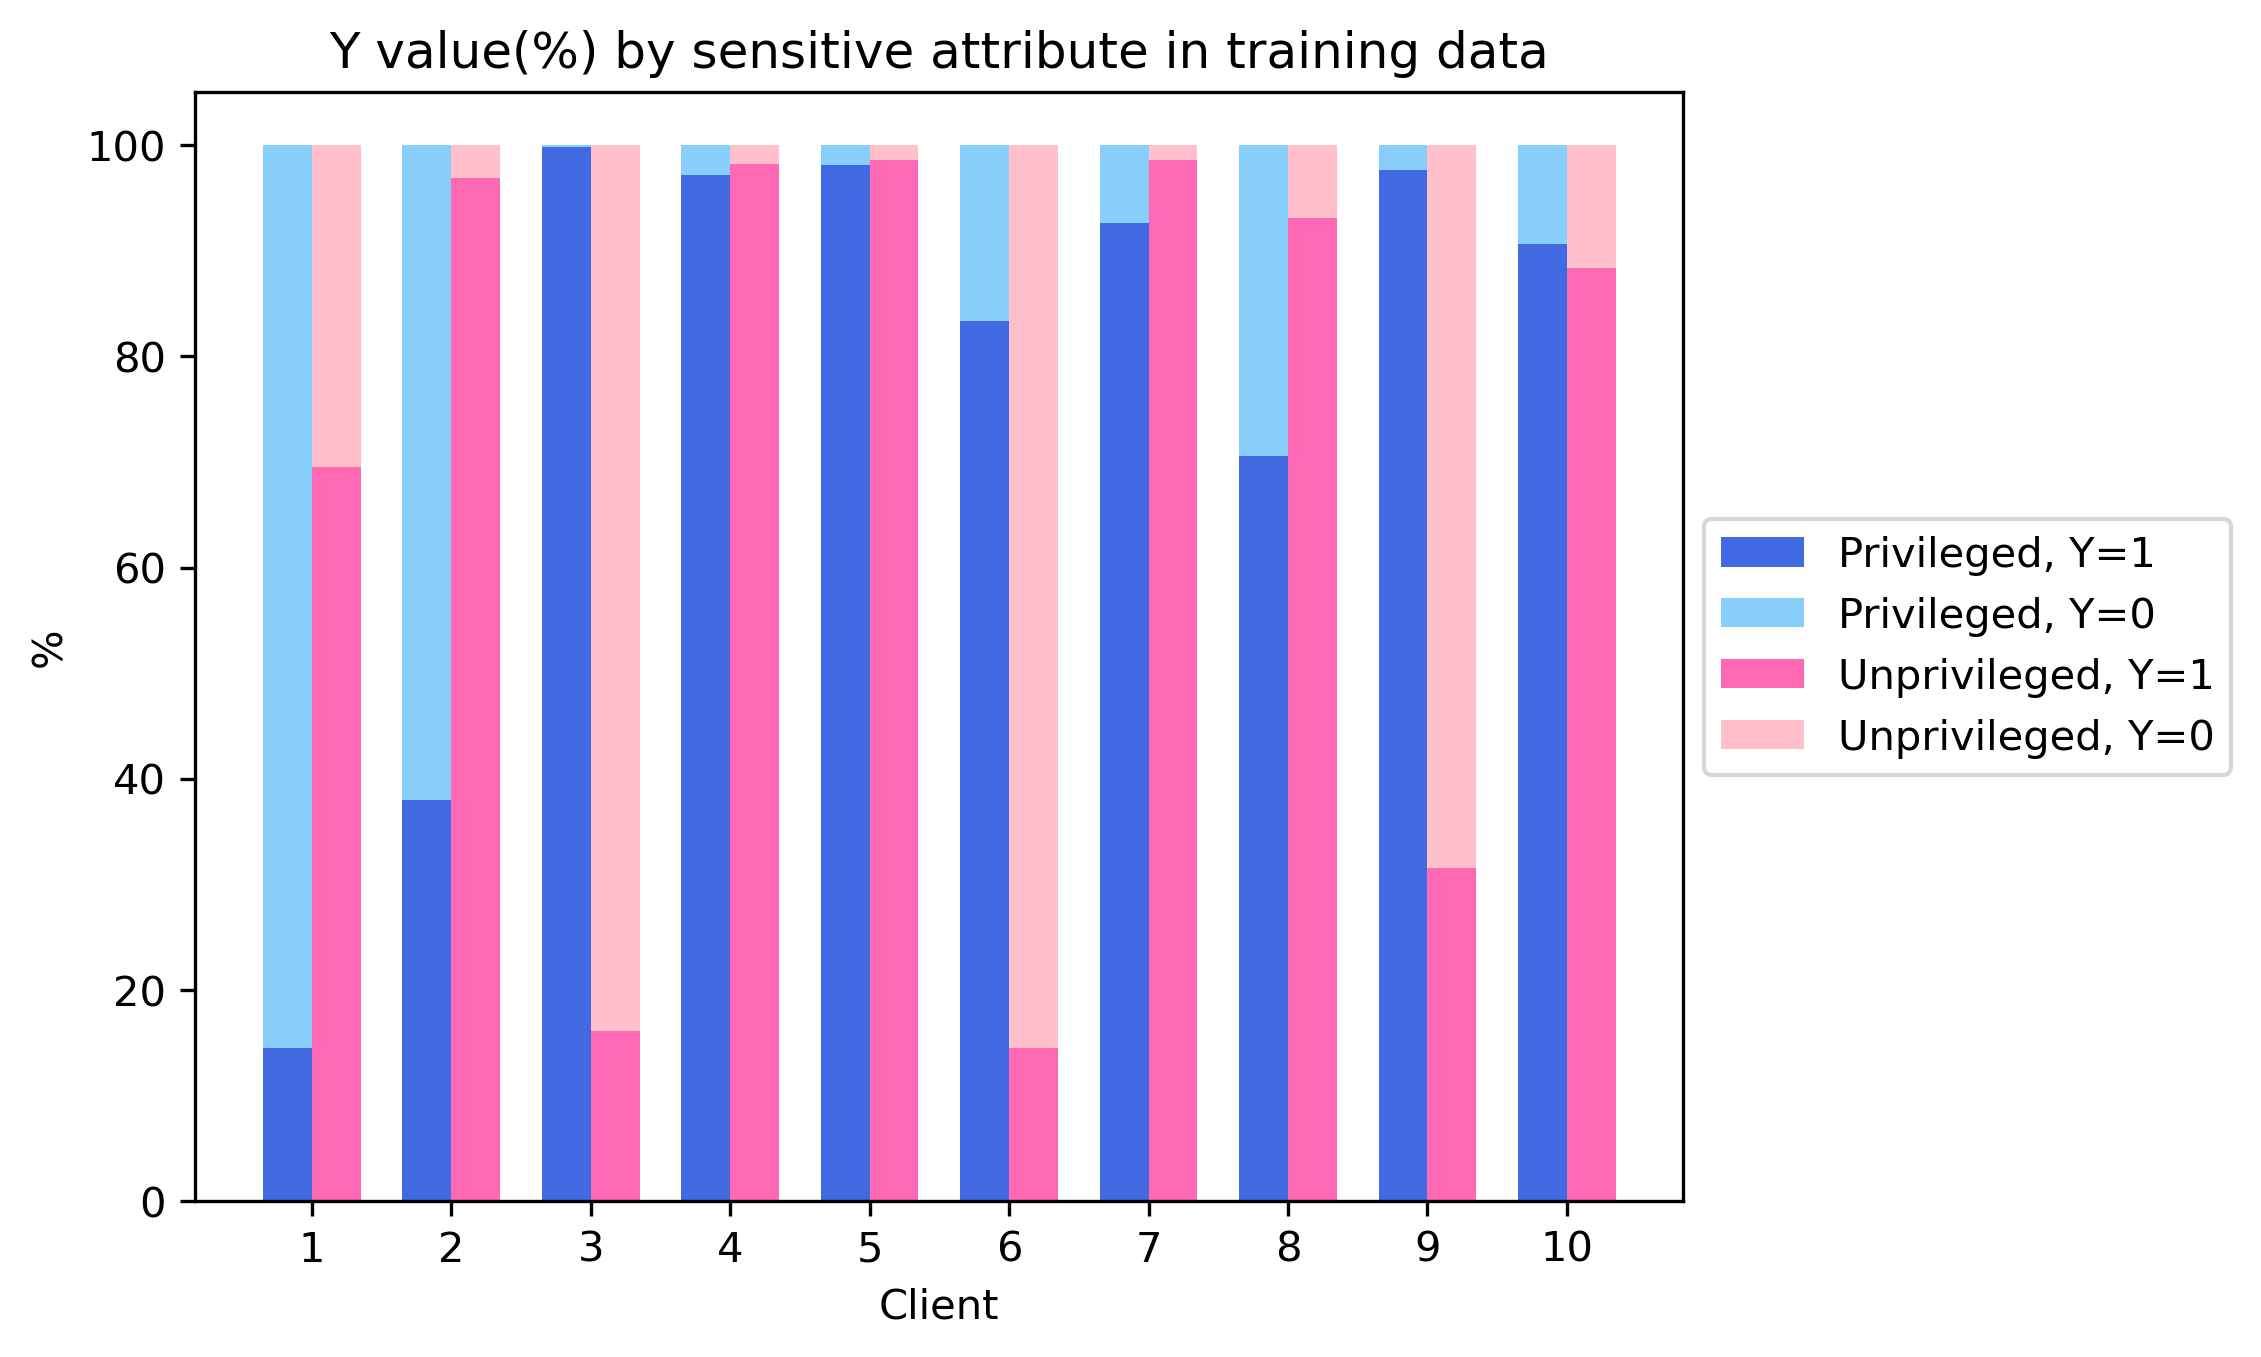 Y value(%) by sensitive attribute in training data
100
80
60
40
20
0
%
1 2 3 4 5 6 7 8 9 10
Client
Privileged, Y=1
Privileged, Y=0
Unprivileged, Y=1
Unprivileged, Y=0